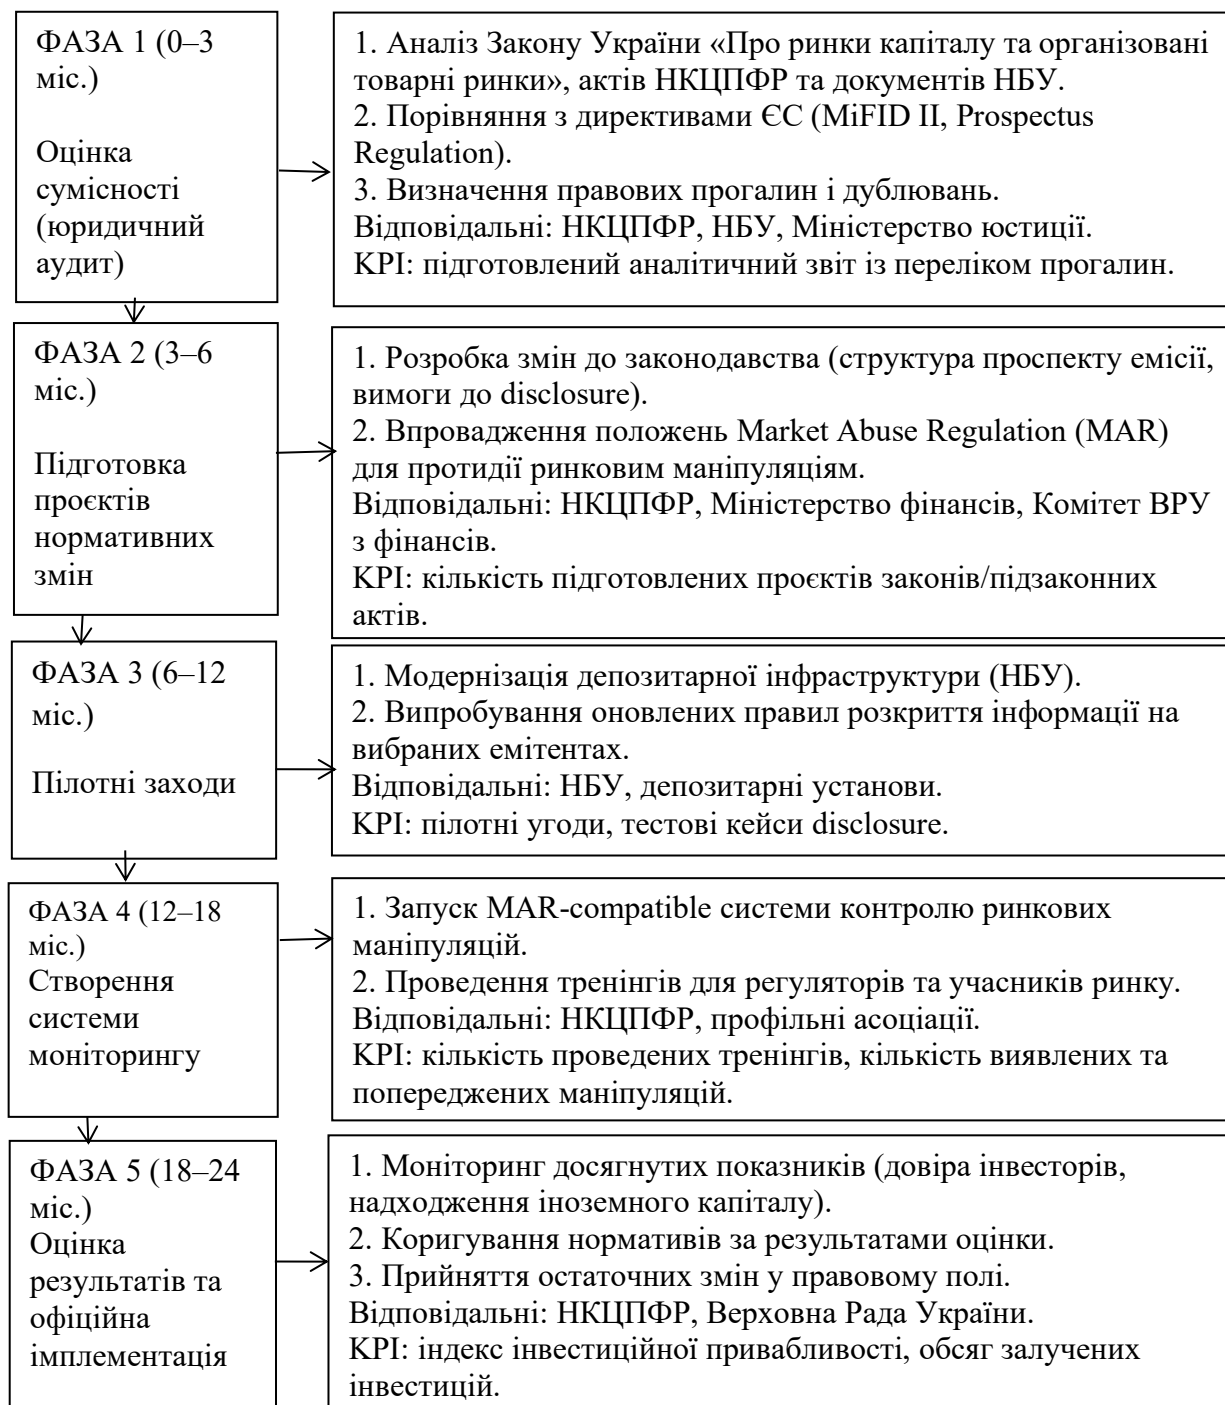 ФАЗА 1 (0–3
міс.)
Оцінка
сумісності
(юридичний
аудит)
1. Аналіз Закону України «Про ринки капіталу та організовані
товарні ринки», актів НКЦПФР та документів НБУ.
2. Порівняння з директивами ЄС (MiFID II, Prospectus
Regulation).
3. Визначення правових прогалин і дублювань.
Відповідальні: НКЦПФР, НБУ, Міністерство юстиції.
KPI: підготовлений аналітичний звіт із переліком прогалин.
ФАЗА 2 (3–6
міс.)
Підготовка
проєктів
нормативних
змін
1. Розробка змін до законодавства (структура проспекту емісії,
вимоги до disclosure).
2. Впровадження положень Market Abuse Regulation (MAR)
для протидії ринковим маніпуляціям.
Відповідальні: НКЦПФР, Міністерство фінансів, Комітет ВРУ
з фінансів.
KPI: кількість підготовлених проєктів законів/підзаконних
актів.
ФАЗА 3 (6–12
міс.)
Пілотні заходи
1. Модернізація депозитарної інфраструктури (НБУ).
2. Випробування оновлених правил розкриття інформації на
вибраних емітентах.
Відповідальні: НБУ, депозитарні установи.
KPI: пілотні угоди, тестові кейси disclosure.
ФАЗА 4 (12–18
міс.)
Створення
системи
моніторингу
1. Запуск MAR-compatible системи контролю ринкових
маніпуляцій.
2. Проведення тренінгів для регуляторів та учасників ринку.
Відповідальні: НКЦПФР, профільні асоціації.
KPI: кількість проведених тренінгів, кількість виявлених та
попереджених маніпуляцій.
ФАЗА 5 (18–24
міс.)
Оцінка
результатів та
офіційна
імплементація
1. Моніторинг досягнутих показників (довіра інвесторів,
надходження іноземного капіталу).
2. Коригування нормативів за результатами оцінки.
3. Прийняття остаточних змін у правовому полі.
Відповідальні: НКЦПФР, Верховна Рада України.
KPI: індекс інвестиційної привабливості, обсяг залучених
інвестицій.